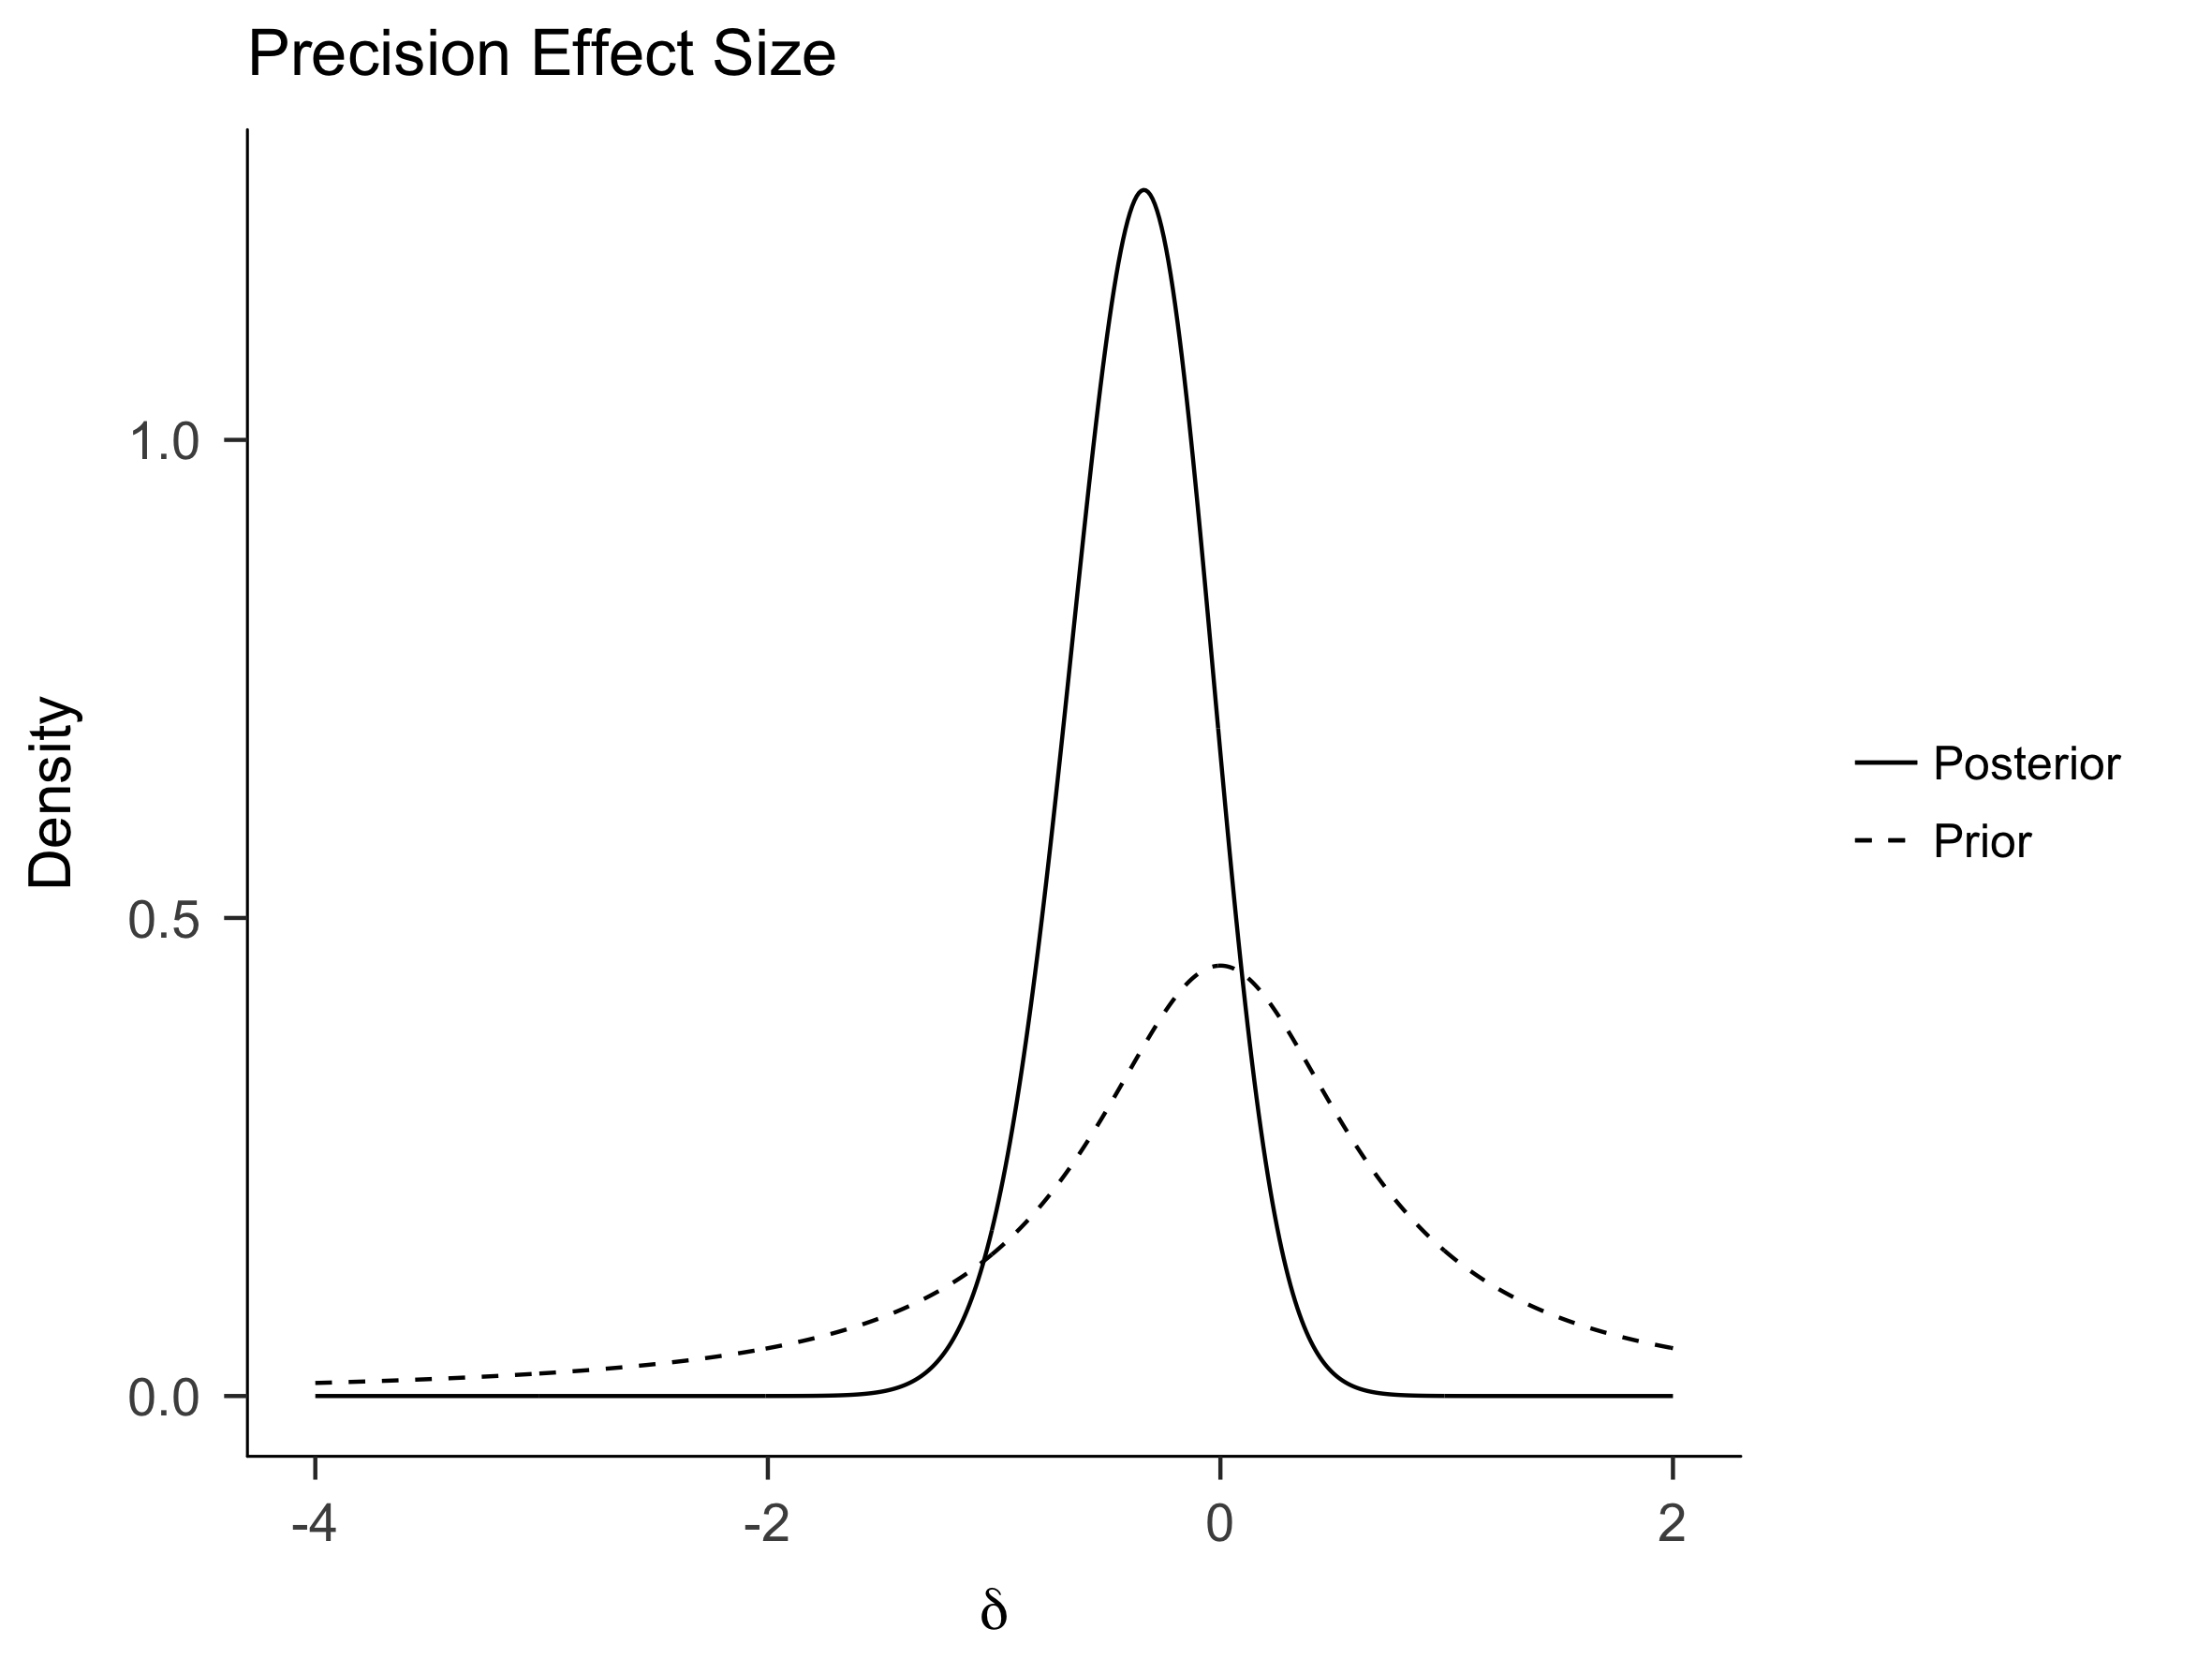 Precision Effect Size
Density
1.0
0.5
0.0
-4
-2
0
2
δ
Posterior
Prior